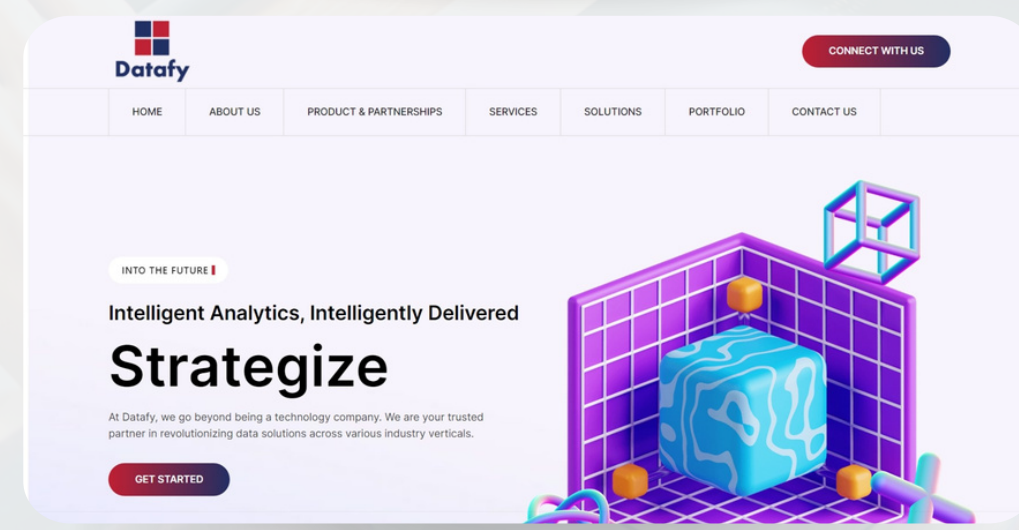 Datafy
CONNECT WITH US
HOME
ABOUT US
PRODUCT & PARTNERSHIPS
SERVICES
SOLUTIONS
PORTFOLIO
CONTACT US
INTO THE FUTURE
Intelligent Analytics, Intelligently Delivered
Strategize
At Datafy, we go beyond being a technology company. We are your trusted
partner in revolutionizing data solutions across various industry verticals.
GET STARTED